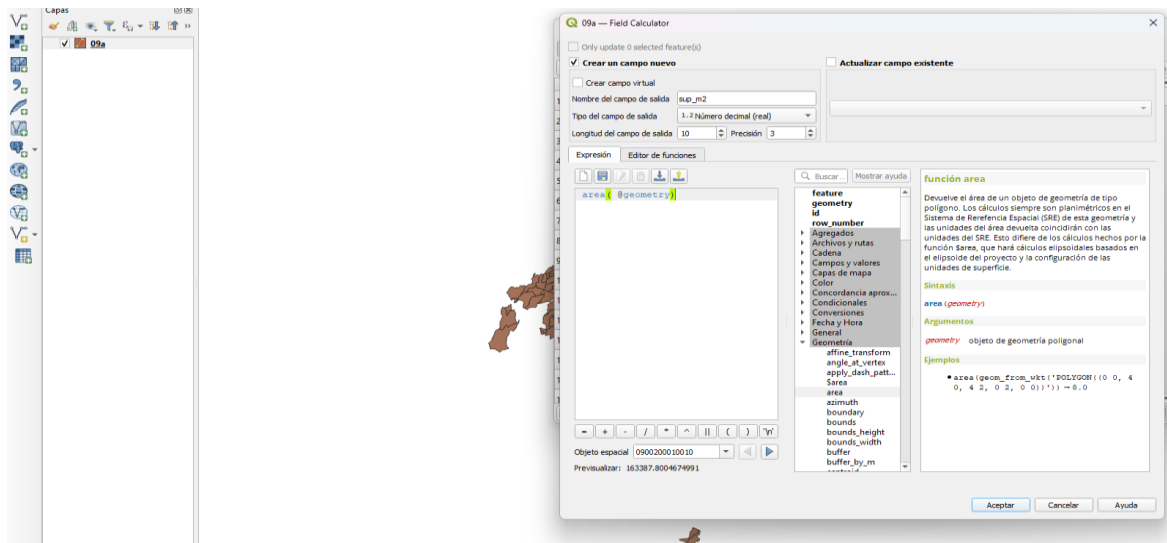 Capas
09a
09a — Field Calculator
Only update 0 selected feature(s)
Crear un campo nuevo
Actualizar campo existente
Crear campo virtual
Nombre del campo de salida sup_m2
Tipo del campo de salida 1.2 Número decimal (real)
Longitud del campo de salida 10 Precisión 3
Expresión Editor de funciones
area( @geometry)
= + - / * ^ || ( ) '\n'
Objeto espacial 0900200010010
Previsualizar: 163387.8004674991
Buscar... Mostrar ayuda
feature
geometry
id
row_number
Agregados
Archivos y rutas
Cadena
Campos y valores
Capas de mapa
Color
Concordancia aprox...
Condicionales
Conversiones
Fecha y Hora
General
Geometría
affine_transform
angle_at_vertex
apply_dash_patt...
$area
area
azimuth
boundary
bounds
bounds_height
bounds_width
buffer
buffer_by_m
función area
Devuelve el área de un objeto de geometría de tipo
polígono. Los cálculos siempre son planimétricos en el
Sistema de Rerefencia Espacial (SRE) de esta geometría y
las unidades del área devuelta coincidirán con las
unidades del SRE. Esto difiere de los cálculos hechos por la
función $area, que hará cálculos elipsoidales basados en
el elipsoide del proyecto y la configuración de las
unidades de superficie.
Sintaxis
area (geometry)
Argumentos
geometry objeto de geometría poligonal
Ejemplos
area(geom_from_wkt('POLYGON((0 0, 4
0, 4 2, 0 2, 0 0))')) → 8.0
Aceptar Cancelar Ayuda